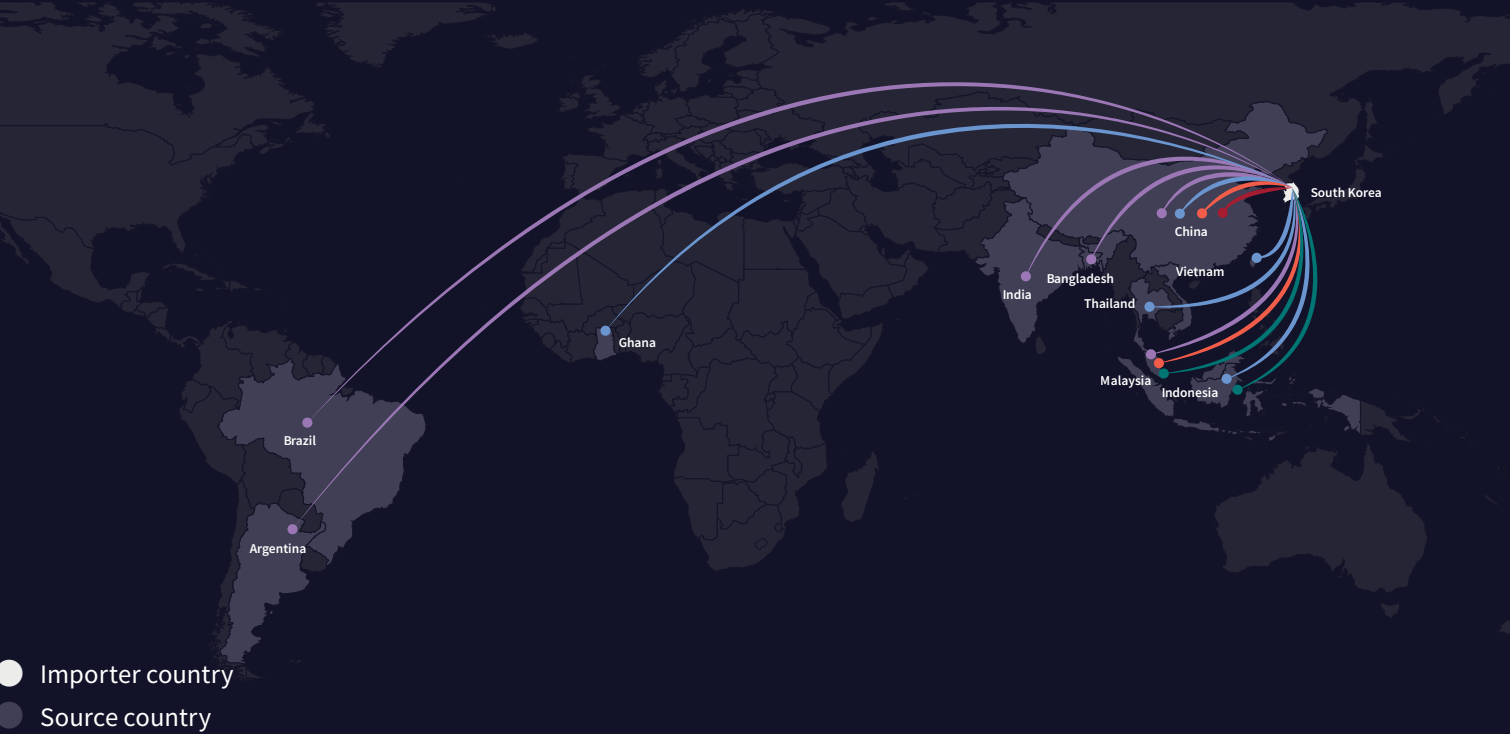 South Korea
China
Vietnam
Bangladesh
India
Thailand
Ghana
Malaysia
Indonesia
Brazil
Argentina
Importer country
Source country